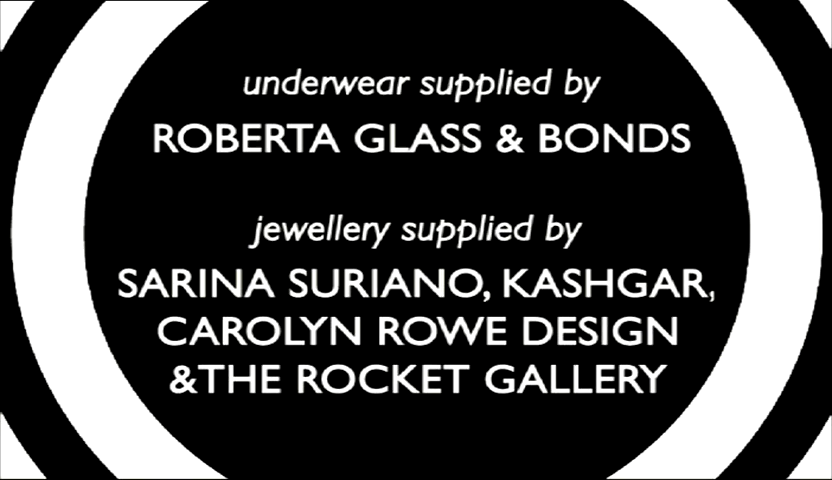 underwear supplied by
ROBERTA GLASS & BONDS
jewellery supplied by
SARINA SURIANO, KASHGAR,
CAROLYN ROWE DESIGN
&THE ROCKET GALLERY